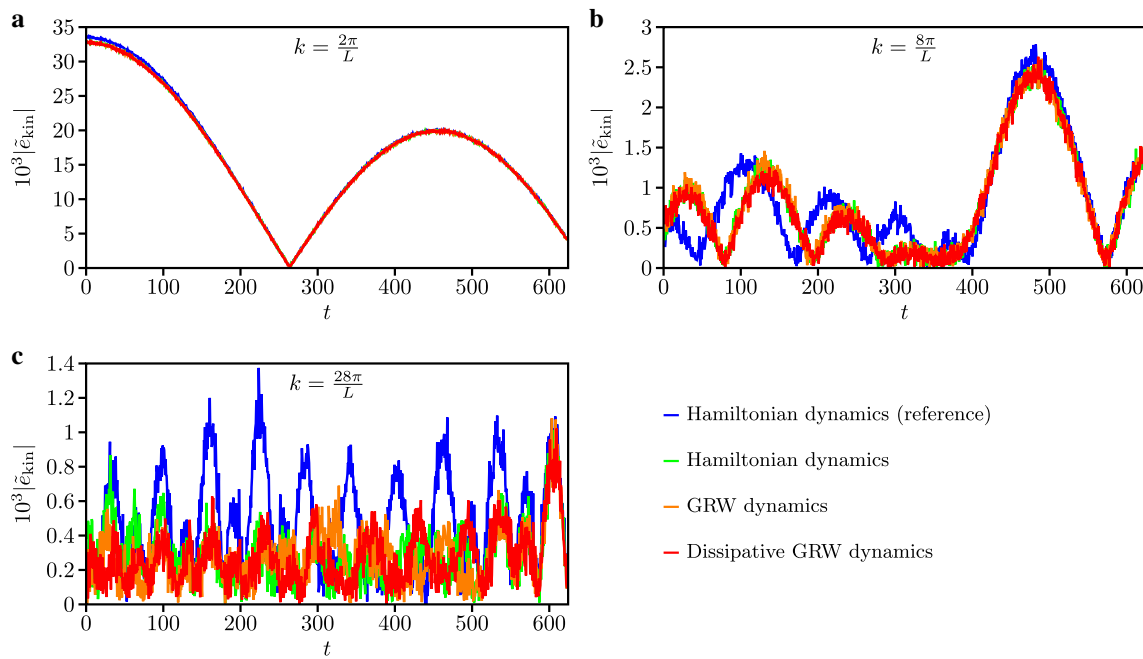 a
35
30
25
20
15
10
5
0
10³|ẽkin|
k = 2π/L
0 100 200 300 400 500 600
t
b
3
2.5
2
1.5
1
0.5
0
10³|ẽkin|
k = 8π/L
0 100 200 300 400 500 600
t
c
1.4
1.2
1
0.8
0.6
0.4
0.2
0
10³|ẽkin|
k = 28π/L
0 100 200 300 400 500 600
t
Hamiltonian dynamics (reference)
Hamiltonian dynamics
GRW dynamics
Dissipative GRW dynamics